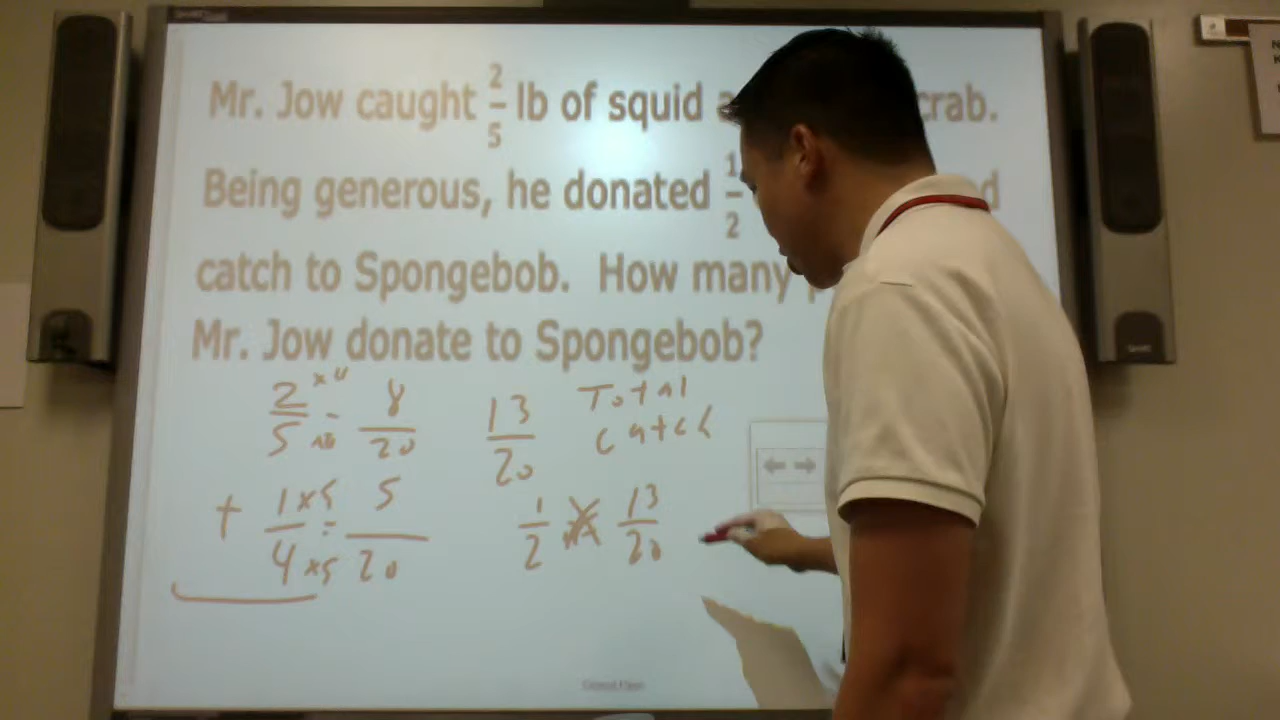 Mr. Jow caught 2/5 lb of squid crab.
Being generous, he donated 1/2
catch to Spongebob. How many
Mr. Jow donate to Spongebob?
2/5 ×4 = 8/20
13/20 Total
catch
+ 1×5/4×5 = 5/20
1/2 × 13/20